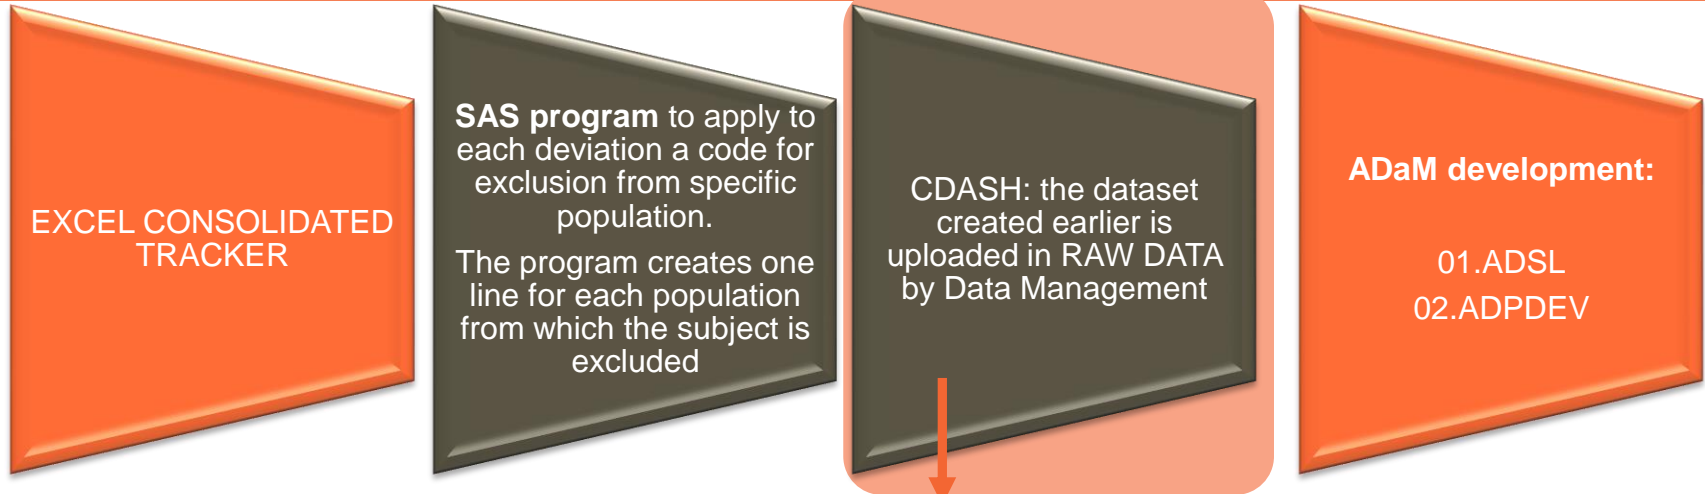 EXCEL CONSOLIDATED
TRACKER
SAS program to apply to
each deviation a code for
exclusion from specific
population.
The program creates one
line for each population
from which the subject is
excluded
CDASH: the dataset
created earlier is
uploaded in RAW DATA
by Data Management
ADaM development:
01.ADSL
02.ADPDEV